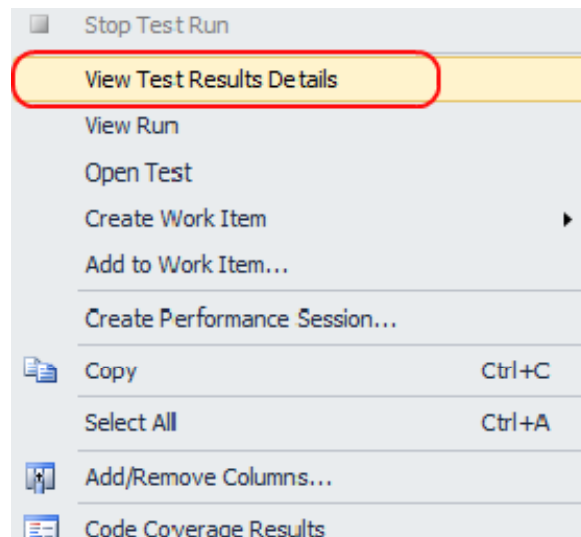 Stop Test Run
View Test Results Details
View Run
Open Test
Create Work Item
Add to Work Item...
Create Performance Session...
Copy Ctrl+C
Select All Ctrl+A
Add/Remove Columns...
Code Coverage Results